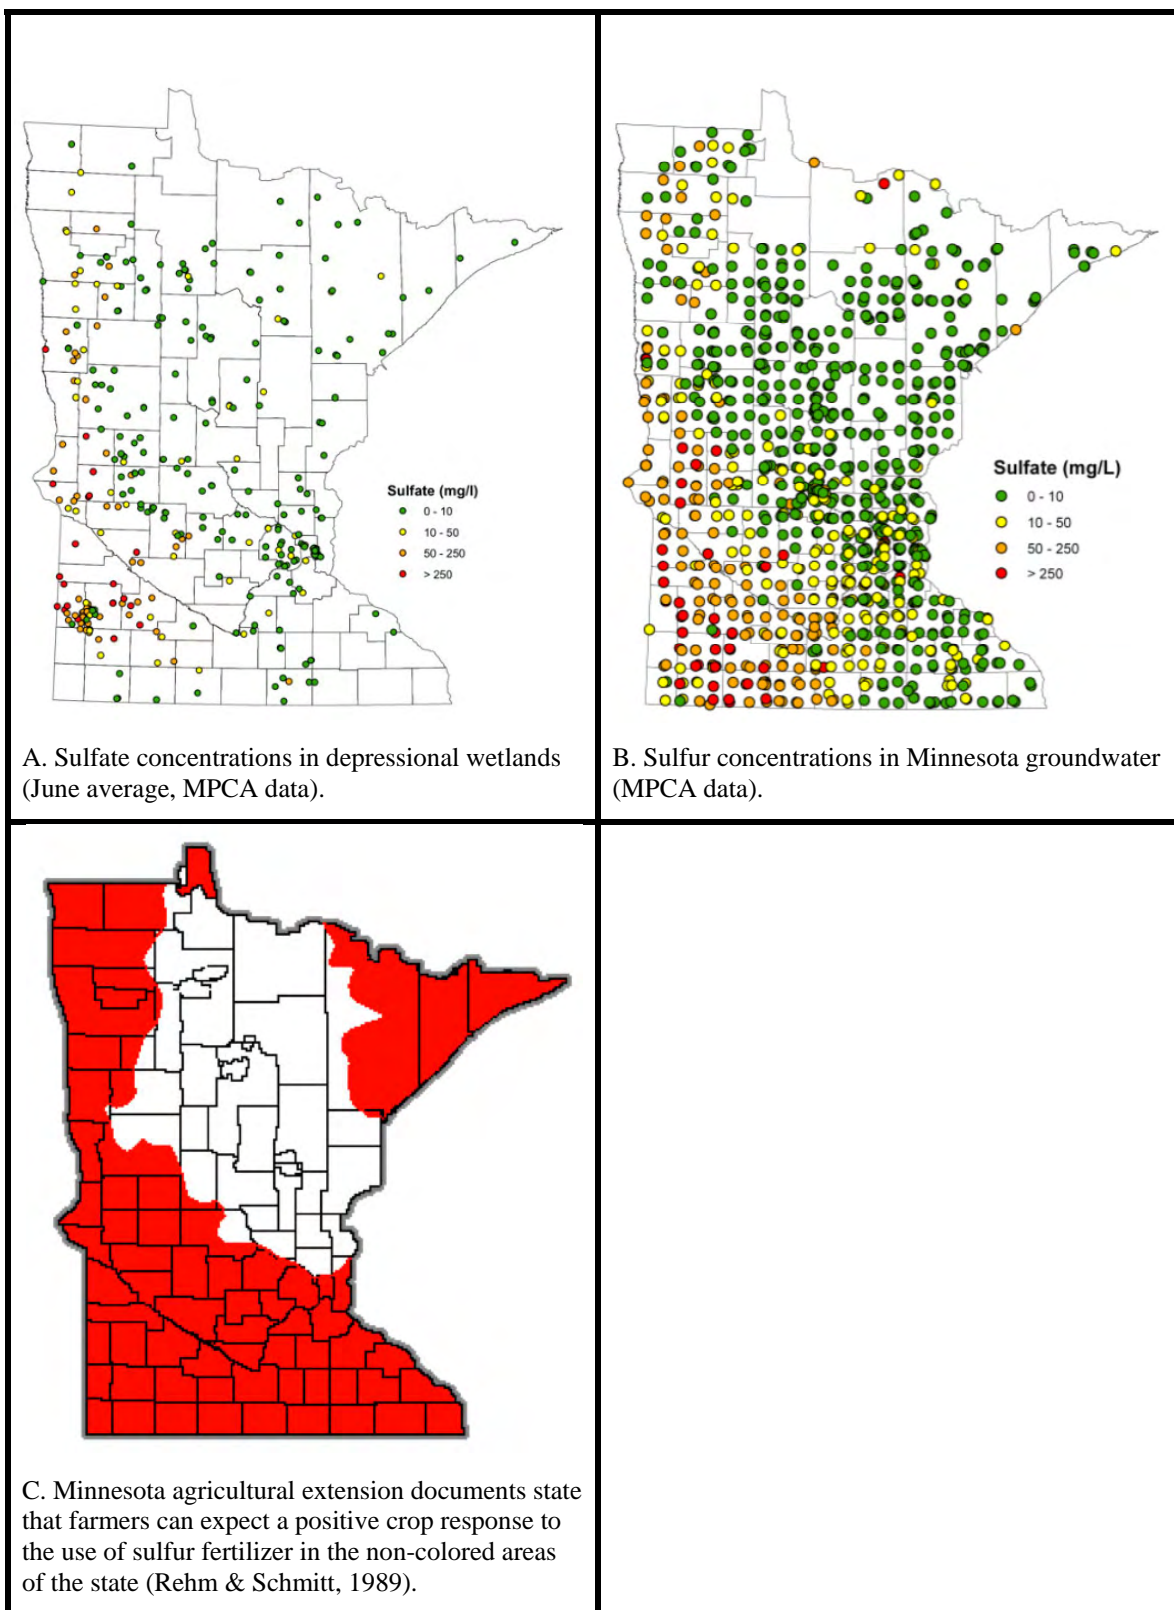 Sulfate (mg/l)
0 - 10
10 - 50
50 - 250
> 250
A. Sulfate concentrations in depressional wetlands
(June average, MPCA data).
Sulfate (mg/L)
0 - 10
10 - 50
50 - 250
> 250
B. Sulfur concentrations in Minnesota groundwater
(MPCA data).
C. Minnesota agricultural extension documents state
that farmers can expect a positive crop response to
the use of sulfur fertilizer in the non-colored areas
of the state (Rehm & Schmitt, 1989).